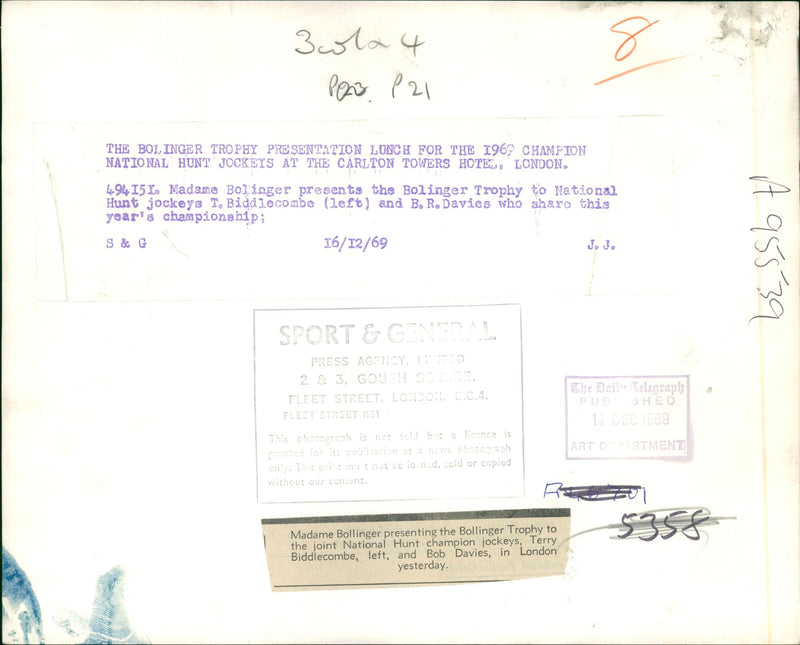 8
P21
THE BOLINGER TROPHY PRESENTATION LUNCH FOR THE 1969 CHAMPION
NATIONAL HUNT JOCKEYS AT THE CARLTON TOWERS HOTEL, LONDON.
494151. Madame Bolinger presents the Bolinger Trophy to National
Hunt jockeys T.Biddlecombe (left) and B.R.Davies who share this
year's championship;
S & G 16/12/69 J.J.
A 95539
SPORT & GENERAL
PRESS AGENCY, LIMITED
2 & 3, GOUGH SQUARE,
FLEET STREET, LONDON, E.C.4.
FLEET STREET 1161
This photograph is not sold but a licence is
granted for its publication as a news photograph
only. This print must not be loaned, sold or copied
without our consent.
The Daily Telegraph
PUBLISHED
17 DEC 1969
ART DEPARTMENT
5358
Madame Bollinger presenting the Bollinger Trophy to
the joint National Hunt champion jockeys, Terry
Biddlecombe, left, and Bob Davies, in London
yesterday.